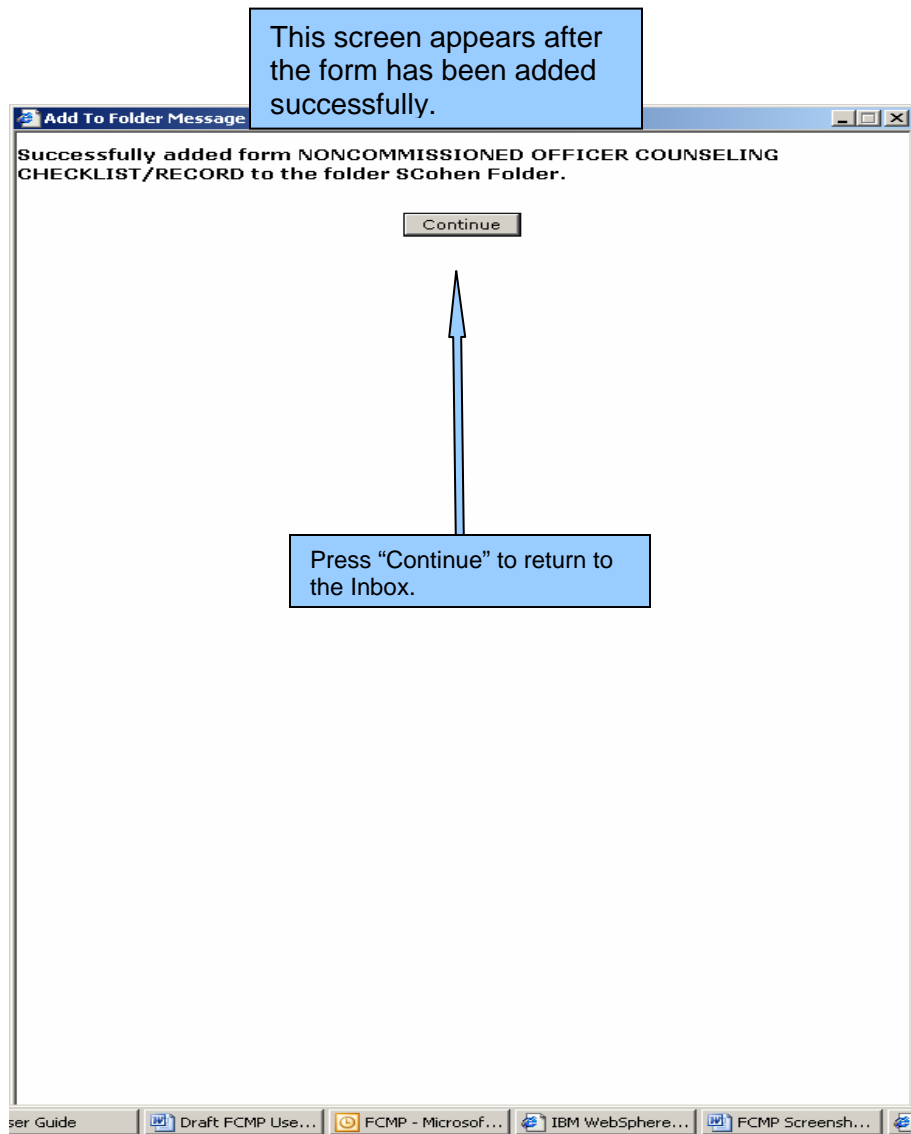 This screen appears after
the form has been added
successfully.
Add To Folder Message
Successfully added form NONCOMMISSIONED OFFICER COUNSELING
CHECKLIST/RECORD to the folder SCohen Folder.
Continue
Press “Continue” to return to
the Inbox.
ser Guide
Draft FCMP Use...
FCMP - Microsof...
IBM WebSphere...
FCMP Screensh...